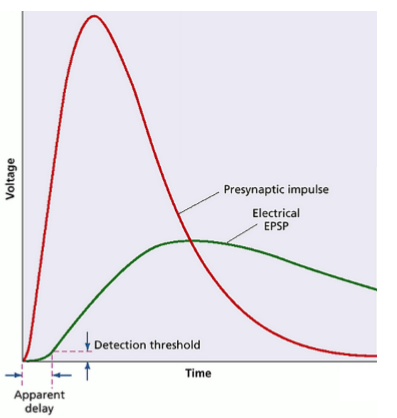 Voltage
Presynaptic impulse
Electrical
EPSP
Detection threshold
Time
Apparent
delay